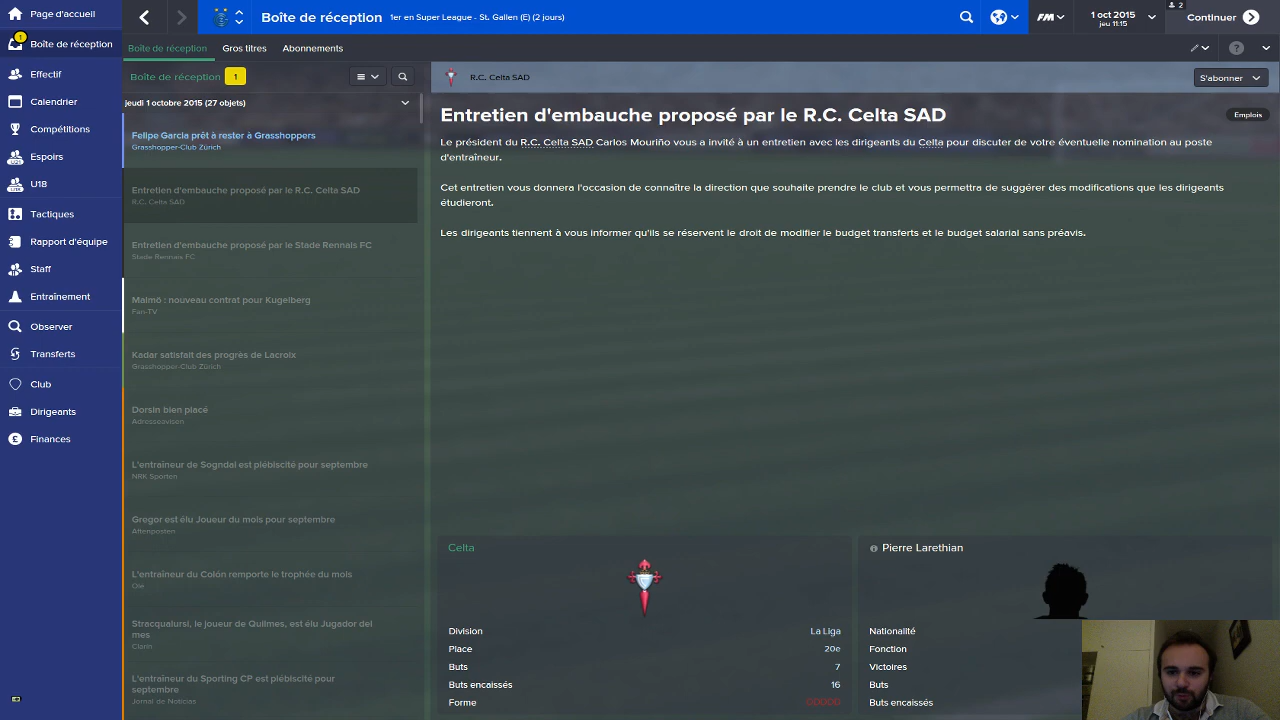 Page d'accueil
1
Boîte de réception
Effectif
Calendrier
Compétitions
Espoirs
U18
Tactiques
Rapport d'équipe
Staff
Entraînement
Observer
Transferts
Club
Dirigeants
Finances
Boîte de réception
1er en Super League - St. Gallen (E) (2 jours)
FM
1 oct 2015
jeu 11:15
2
Continuer
Boîte de réception
Gros titres
Abonnements
?
Boîte de réception
1
jeudi 1 octobre 2015 (27 objets)
Felipe Garcia prêt à rester à Grasshoppers
Grasshopper-Club Zürich
Entretien d'embauche proposé par le R.C. Celta SAD
R.C. Celta SAD
Entretien d'embauche proposé par le Stade Rennais FC
Stade Rennais FC
Malmö : nouveau contrat pour Kugelberg
Fan-TV
Kadar satisfait des progrès de Lacroix
Grasshopper-Club Zürich
Dorsin bien placé
Adresseavisen
L'entraîneur de Sogndal est plébiscité pour septembre
NRK Sporten
Gregor est élu Joueur du mois pour septembre
Aftenposten
L'entraîneur du Colón remporte le trophée du mois
Ole
Stracqualursi, le joueur de Quilmes, est élu Jugador del
mes
Clarín
L'entraîneur du Sporting CP est plébiscité pour
septembre
Jornal de Notícias
R.C. Celta SAD
S'abonner
Entretien d'embauche proposé par le R.C. Celta SAD
Emplois
Le président du R.C. Celta SAD Carlos Mouriño vous a invité à un entretien avec les dirigeants du Celta pour discuter de votre éventuelle nomination au poste
d'entraîneur.
Cet entretien vous donnera l'occasion de connaître la direction que souhaite prendre le club et vous permettra de suggérer des modifications que les dirigeants
étudieront.
Les dirigeants tiennent à vous informer qu'ils se réservent le droit de modifier le budget transferts et le budget salarial sans préavis.
Celta
Division La Liga
Place 20e
Buts 7
Buts encaissés 16
Forme DDDDD
Pierre Larethian
Nationalité
Fonction
Victoires
Buts
Buts encaissés